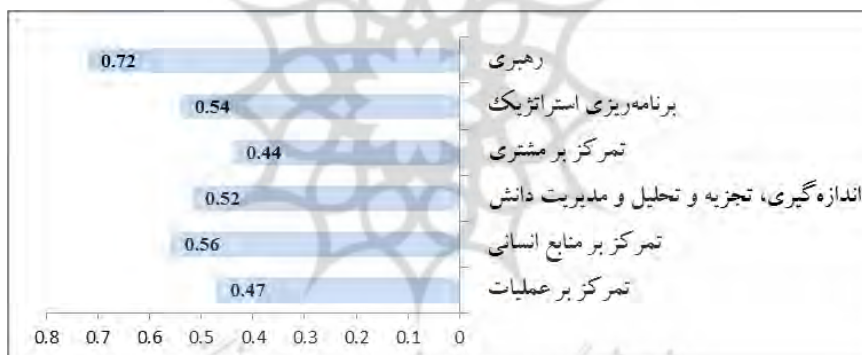 رهبری
0.72
برنامه‌ریزی استراتژیک
0.54
تمرکز بر مشتری
0.44
اندازه‌گیری، تجزیه و تحلیل و مدیریت دانش
0.52
تمرکز بر منابع انسانی
0.56
تمرکز بر عملیات
0.47
0.8 0.7 0.6 0.5 0.4 0.3 0.2 0.1 0